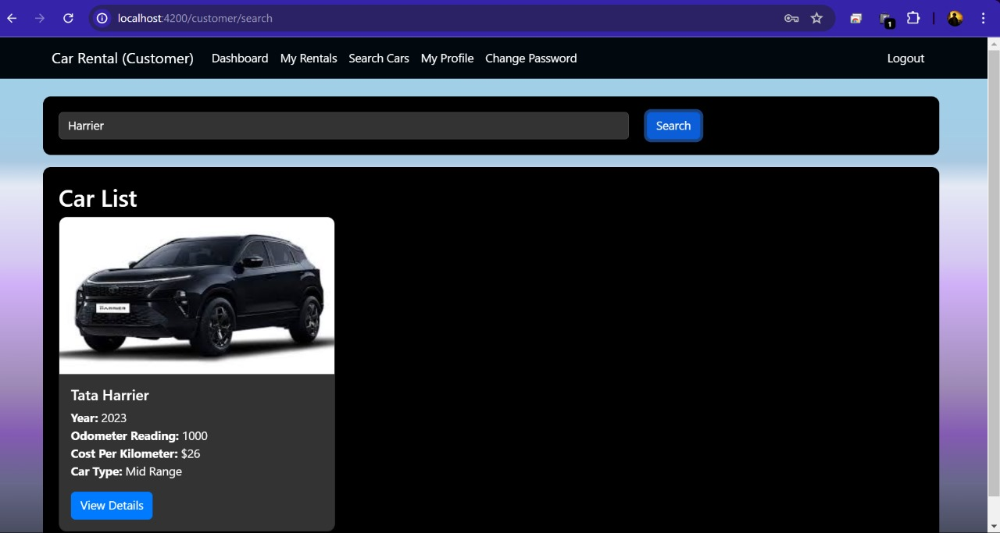 localhost:4200/customer/search
1
Car Rental (Customer) Dashboard My Rentals Search Cars My Profile Change Password Logout
Harrier Search
Car List
HARRIER
Tata Harrier
Year: 2023
Odometer Reading: 1000
Cost Per Kilometer: $26
Car Type: Mid Range
View Details